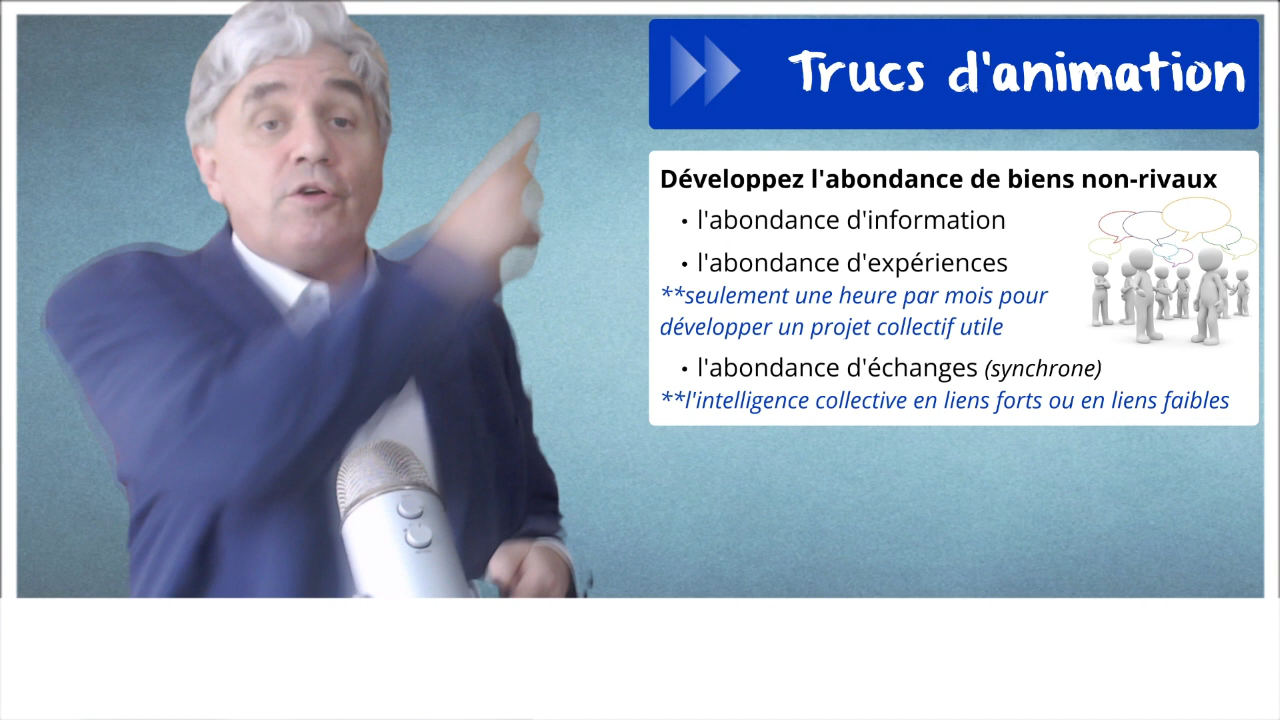 Trucs d'animation
Développez l'abondance de biens non-rivaux
• l'abondance d'information
• l'abondance d'expériences
**seulement une heure par mois pour
développer un projet collectif utile
• l'abondance d'échanges (synchrone)
**l'intelligence collective en liens forts ou en liens faibles